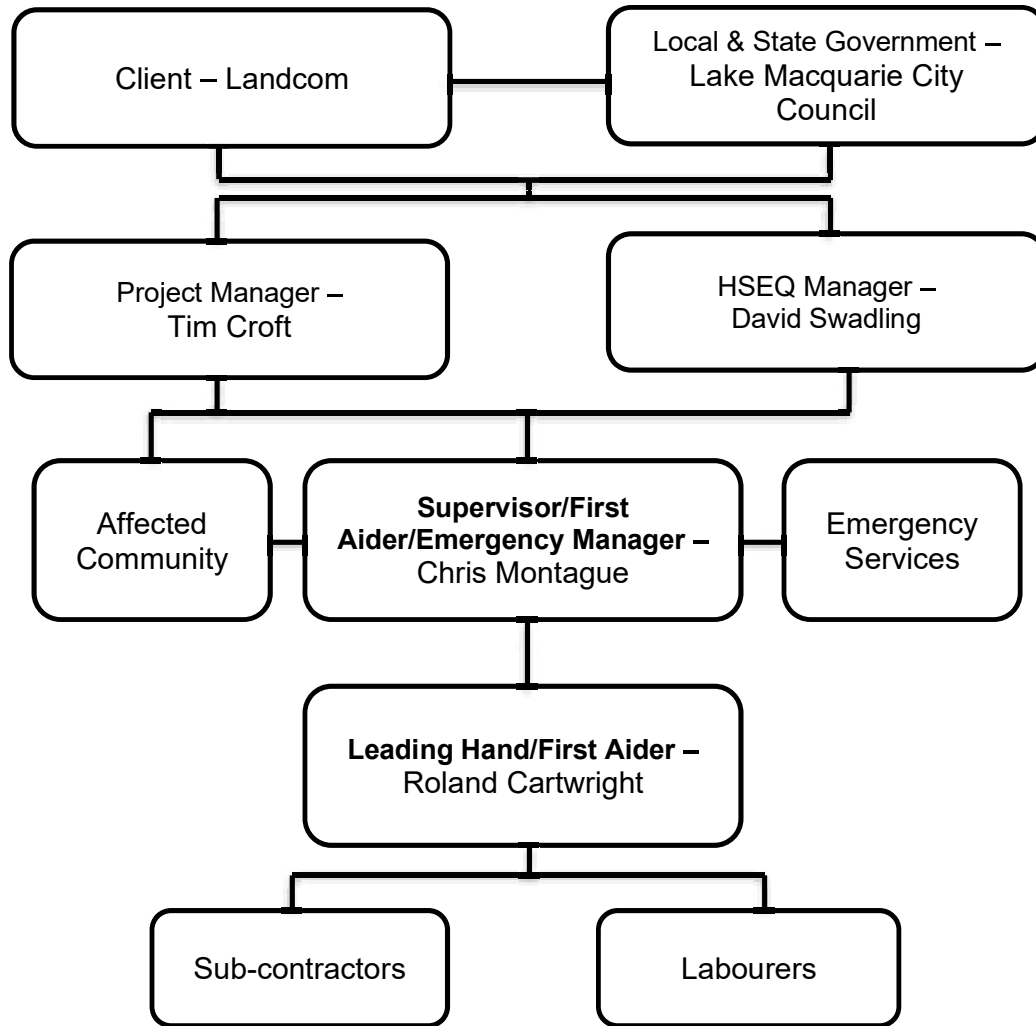 Client – Landcom
Local & State Government –
Lake Macquarie City
Council
Project Manager –
Tim Croft
HSEQ Manager –
David Swadling
Affected
Community
Supervisor/First
Aider/Emergency Manager –
Chris Montague
Emergency
Services
Leading Hand/First Aider –
Roland Cartwright
Sub-contractors
Labourers